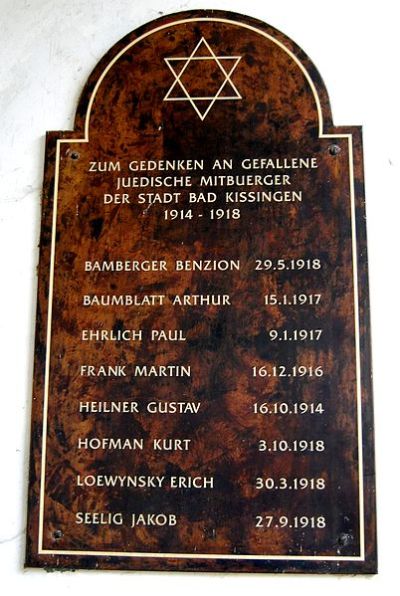 ZUM GEDENKEN AN GEFALLENE
JUEDISCHE MITBUERGER
DER STADT BAD KISSINGEN
1914 - 1918
BAMBERGER BENZION 29.5.1918
BAUMBLATT ARTHUR 15.1.1917
EHRLICH PAUL 9.1.1917
FRANK MARTIN 16.12.1916
HEILNER GUSTAV 16.10.1914
HOFMAN KURT 3.10.1918
LOEWYNSKY ERICH 30.3.1918
SEELIG JAKOB 27.9.1918